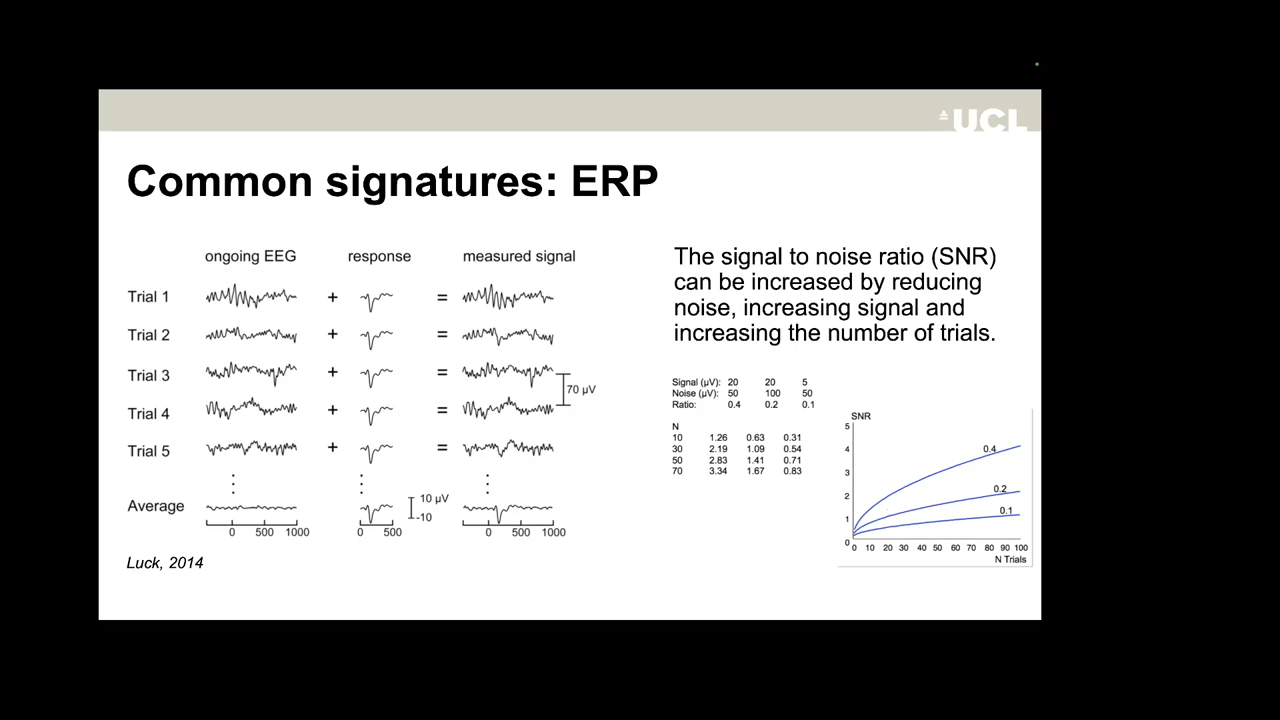 UCL
Common signatures: ERP
ongoing EEG response measured signal
Trial 1 + =
Trial 2 + =
Trial 3 + =
70 µV
Trial 4 + =
Trial 5 + =
Average
10 µV
-10
0 500 1000 0 500 0 500 1000
Luck, 2014
The signal to noise ratio (SNR)
can be increased by reducing
noise, increasing signal and
increasing the number of trials.
Signal (µV): 20 20 5
Noise (µV): 50 100 50
Ratio: 0.4 0.2 0.1
N
10 1.26 0.63 0.31
30 2.19 1.09 0.54
50 2.83 1.41 0.71
70 3.34 1.67 0.83
SNR
5
4
3
2
1
0
0.4
0.2
0.1
0 10 20 30 40 50 60 70 80 90 100
N Trials